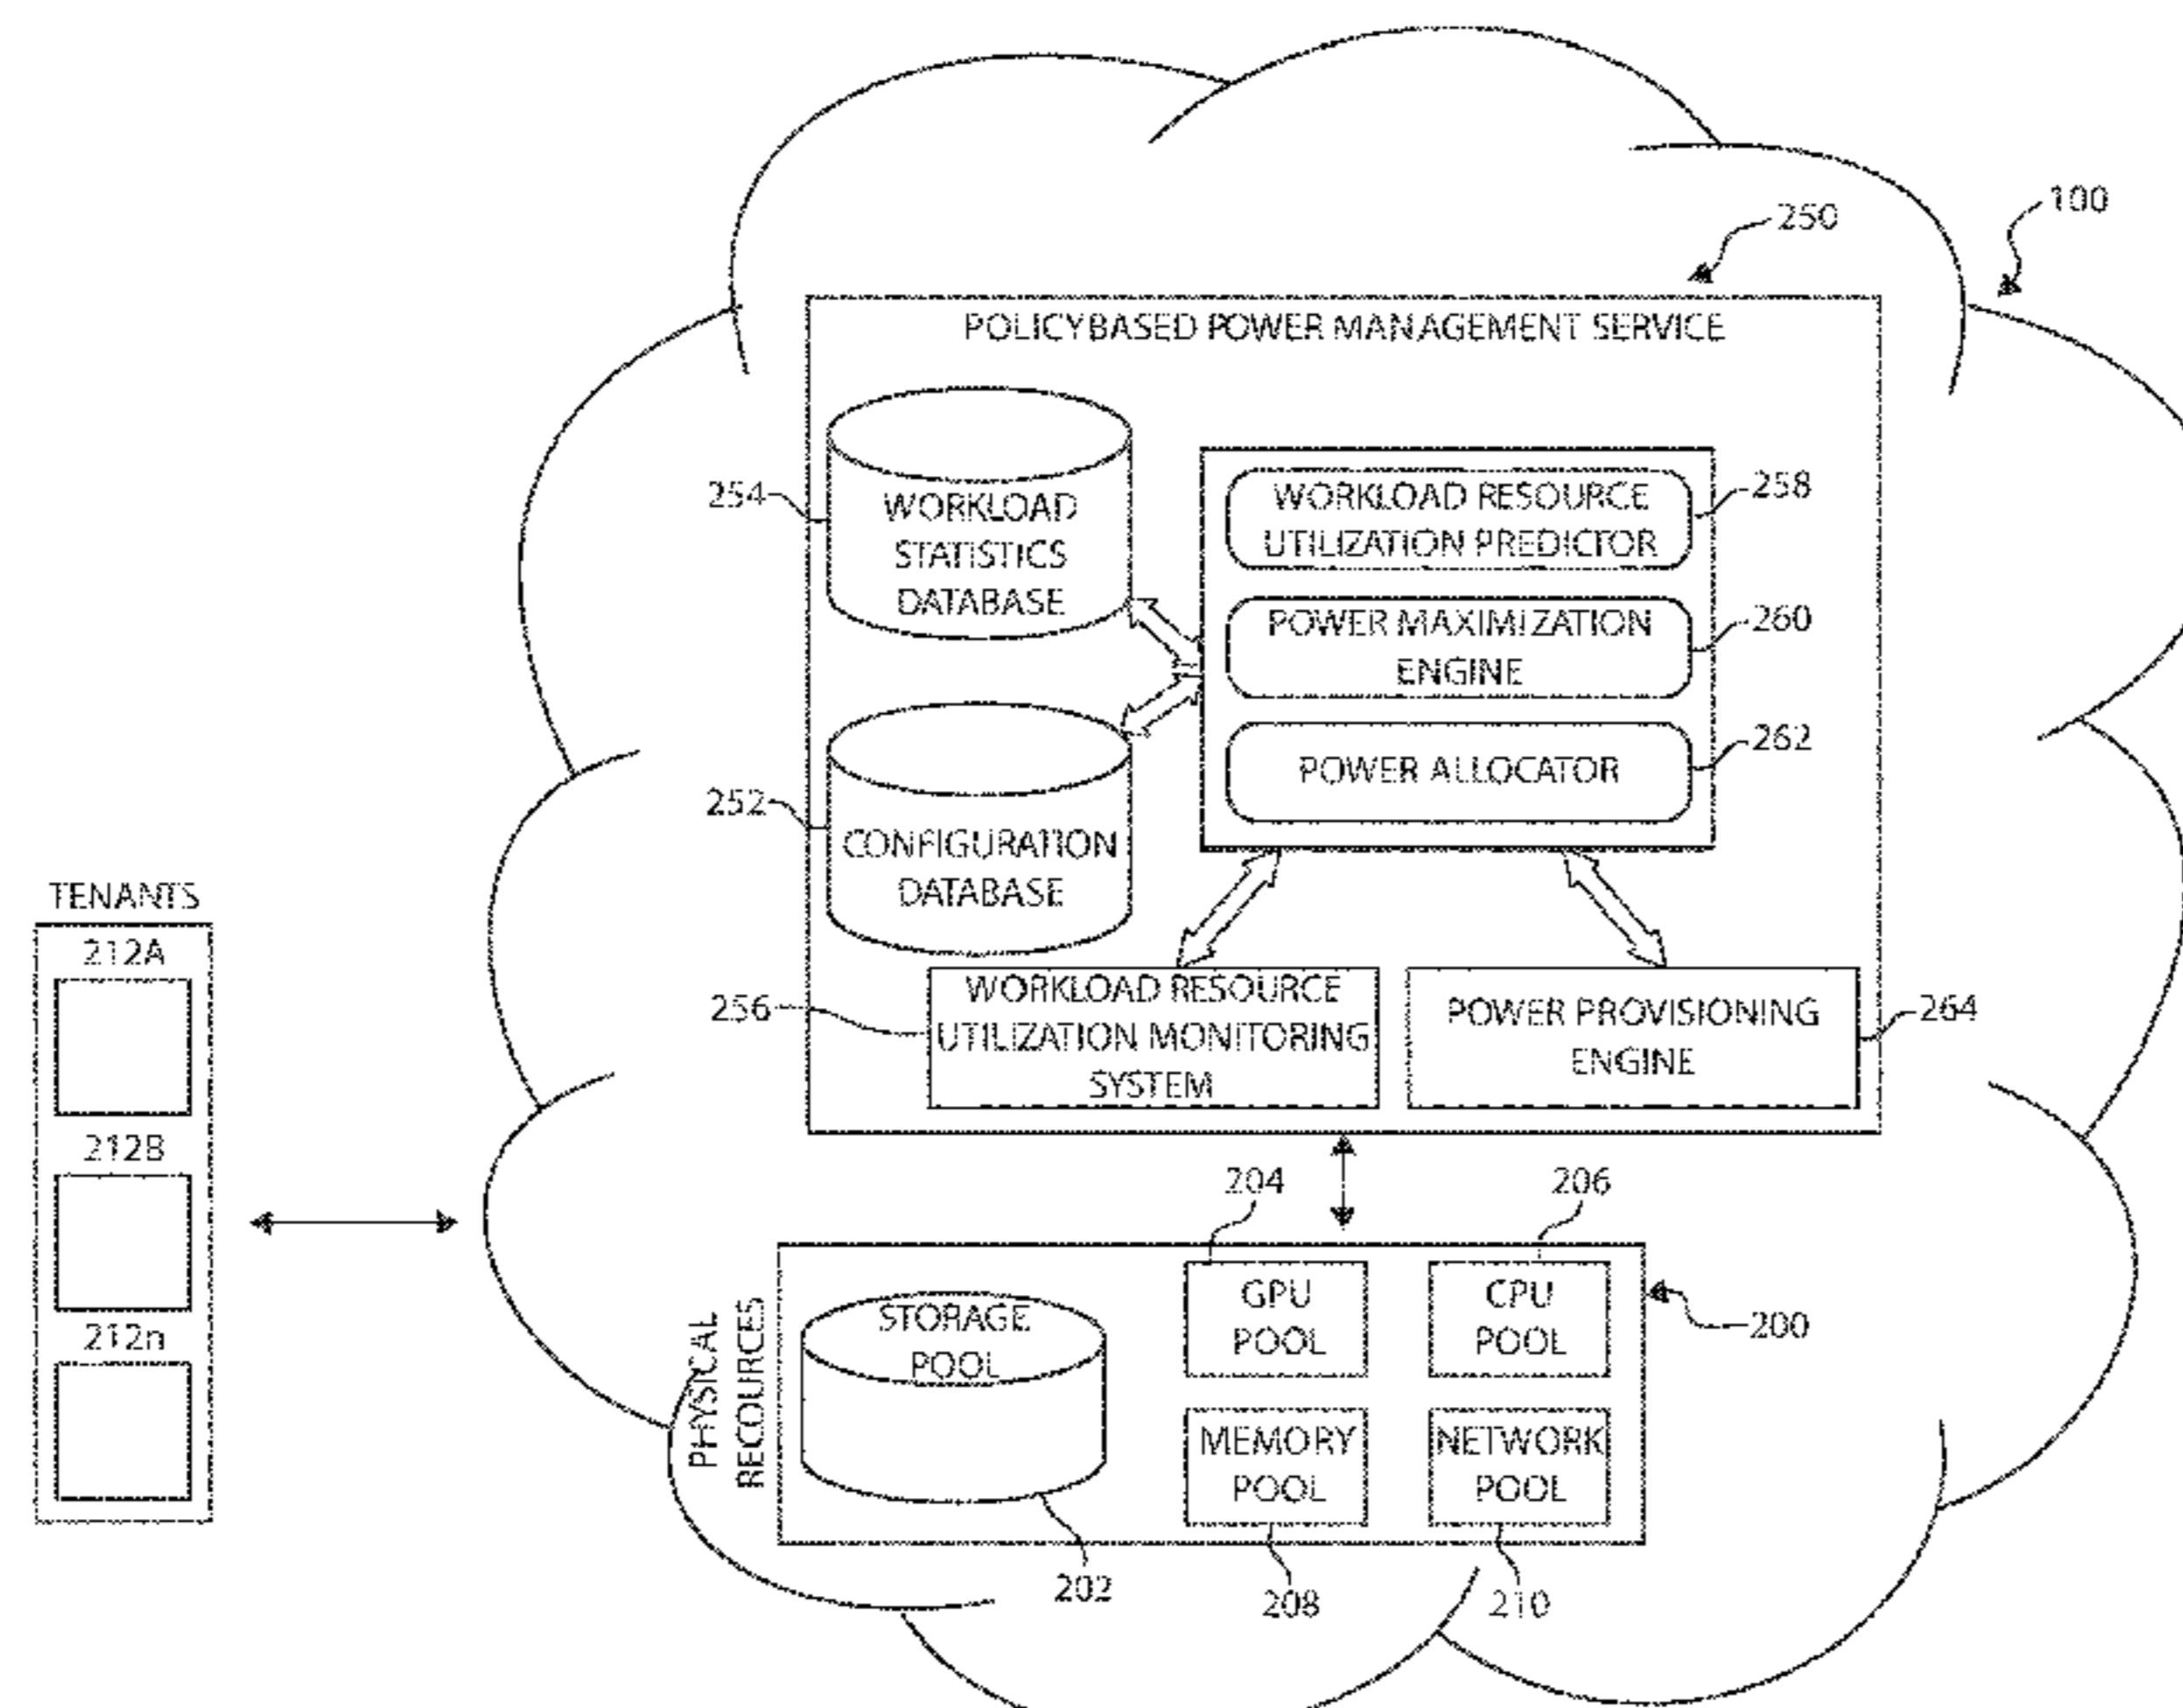 100
250
POLICYBASED POWER MANAGEMENT SERVICE
254
WORKLOAD
STATISTICS
DATABASE
WORKLOAD RESOURCE
UTILIZATION PREDICTOR
258
POWER MAXIMIZATION
ENGINE
260
POWER ALLOCATOR
262
252
CONFIGURATION
DATABASE
256
WORKLOAD RESOURCE
UTILIZATION MONITORING
SYSTEM
POWER PROVISIONING
ENGINE
264
TENANTS
212A
212B
212n
204
206
PHYSICAL
RECOURCES
STORAGE
POOL
GPU
POOL
CPU
POOL
200
MEMORY
POOL
NETWORK
POOL
202
208
210